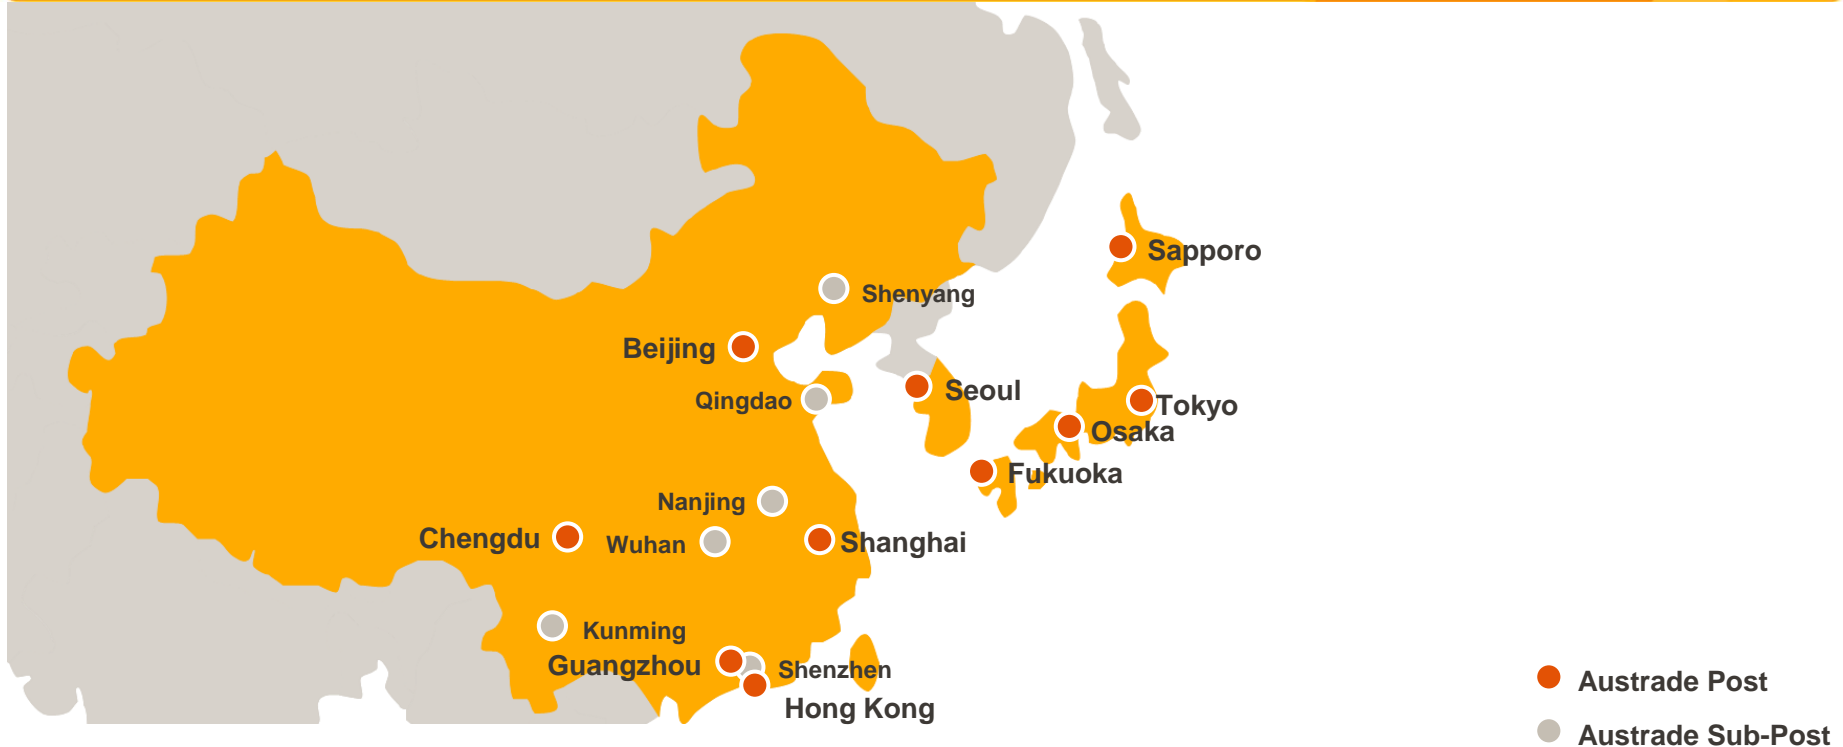 Sapporo
Shenyang
Beijing
Seoul
Qingdao
Tokyo
Osaka
Fukuoka
Nanjing
Chengdu
Wuhan
Shanghai
Kunming
Guangzhou
Shenzhen
Hong Kong
Austrade Post
Austrade Sub-Post